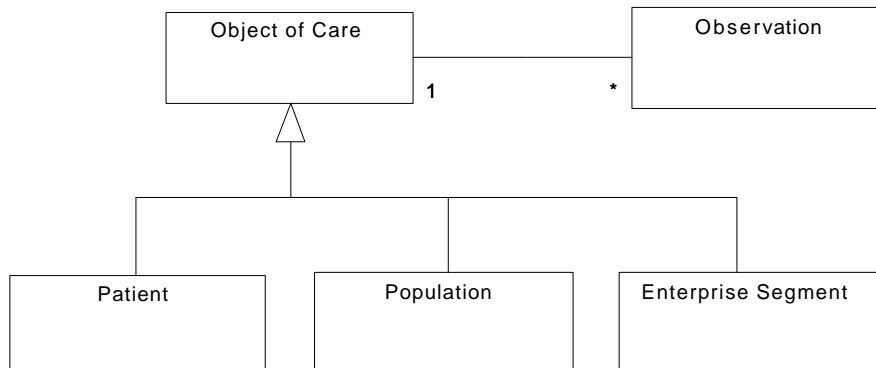 Object of Care
Observation
1
*
Patient
Population
Enterprise Segment